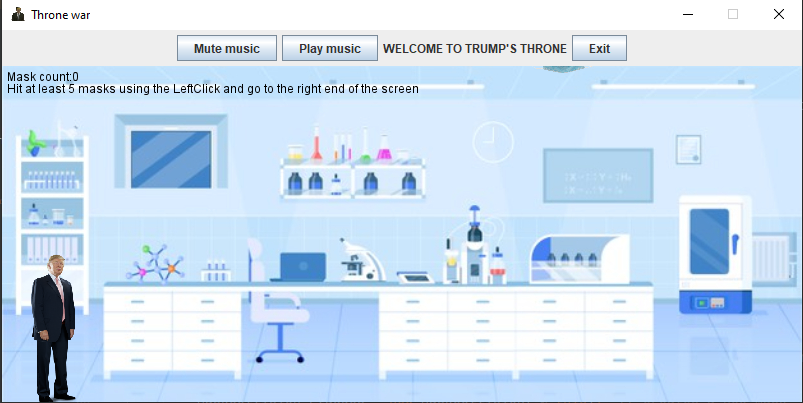 Throne war
Mute music
Play music
WELCOME TO TRUMP'S THRONE
Exit
Mask count:0
Hit at least 5 masks using the LeftClick and go to the right end of the screen